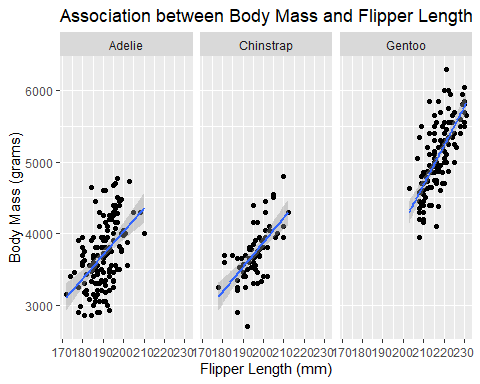 Association between Body Mass and Flipper Length
Adelie Chinstrap Gentoo
6000
5000
4000
3000
170180190200210220230 170180190200210220230 170180190200210220230
Flipper Length (mm)
Body Mass (grams)